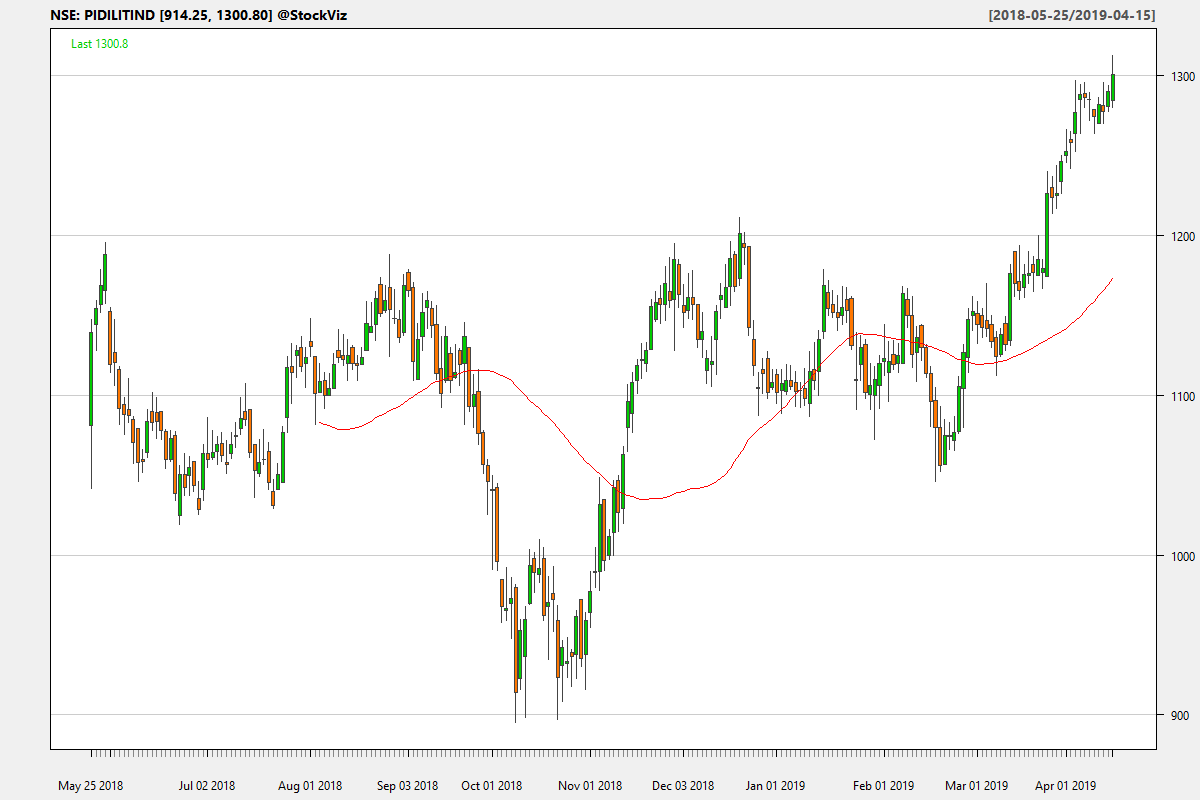 NSE: PIDILITIND [914.25, 1300.80] @StockViz [2018-05-25/2019-04-15]
Last 1300.8
1300
1200
1100
1000
900
May 25 2018 Jul 02 2018 Aug 01 2018 Sep 03 2018 Oct 01 2018 Nov 01 2018 Dec 03 2018 Jan 01 2019 Feb 01 2019 Mar 01 2019 Apr 01 2019